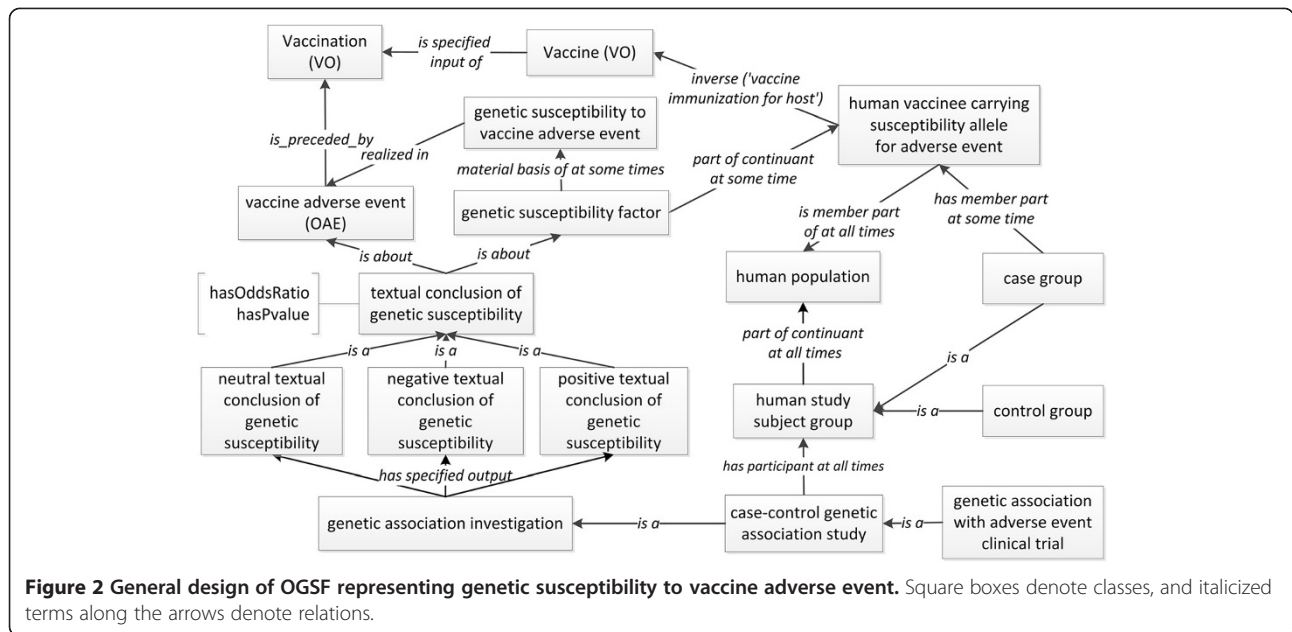 Vaccination
(VO)
is specified
input of
Vaccine (VO)
inverse ('vaccine
immunization for host')
human vaccinee carrying
susceptibility allele
for adverse event
genetic susceptibility to
vaccine adverse event
is_preceded_by
realized in
material basis of at some times
part of continuant
at some time
vaccine adverse event
(OAE)
genetic susceptibility factor
is member part
of at all times
has member part
at some time
is about
is about
human population
case group
hasOddsRatio
hasPvalue
textual conclusion of
genetic susceptibility
part of continuant
at all times
is a
is a
is a
is a
neutral textual
conclusion of
genetic
susceptibility
negative textual
conclusion of
genetic
susceptibility
positive textual
conclusion of
genetic
susceptibility
human study
subject group
is a
control group
has specified output
has participant at all times
genetic association investigation
is a
case-control genetic
association study
is a
genetic association
with adverse event
clinical trial
Figure 2 General design of OGSF representing genetic susceptibility to vaccine adverse event. Square boxes denote classes, and italicized
terms along the arrows denote relations.